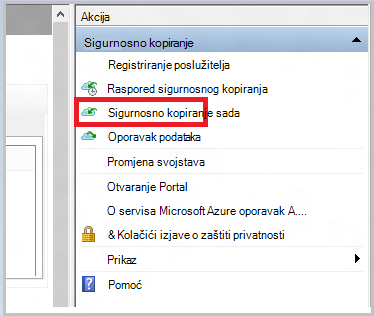 Akcija
Sigurnosno kopiranje
Registriranje poslužitelja
Raspored sigurnosnog kopiranja
Sigurnosno kopiranje sada
Oporavak podataka
Promjena svojstava
Otvaranje Portal
O servisa Microsoft Azure oporavak A....
& Kolačići izjave o zaštiti privatnosti
Prikaz
Pomoć